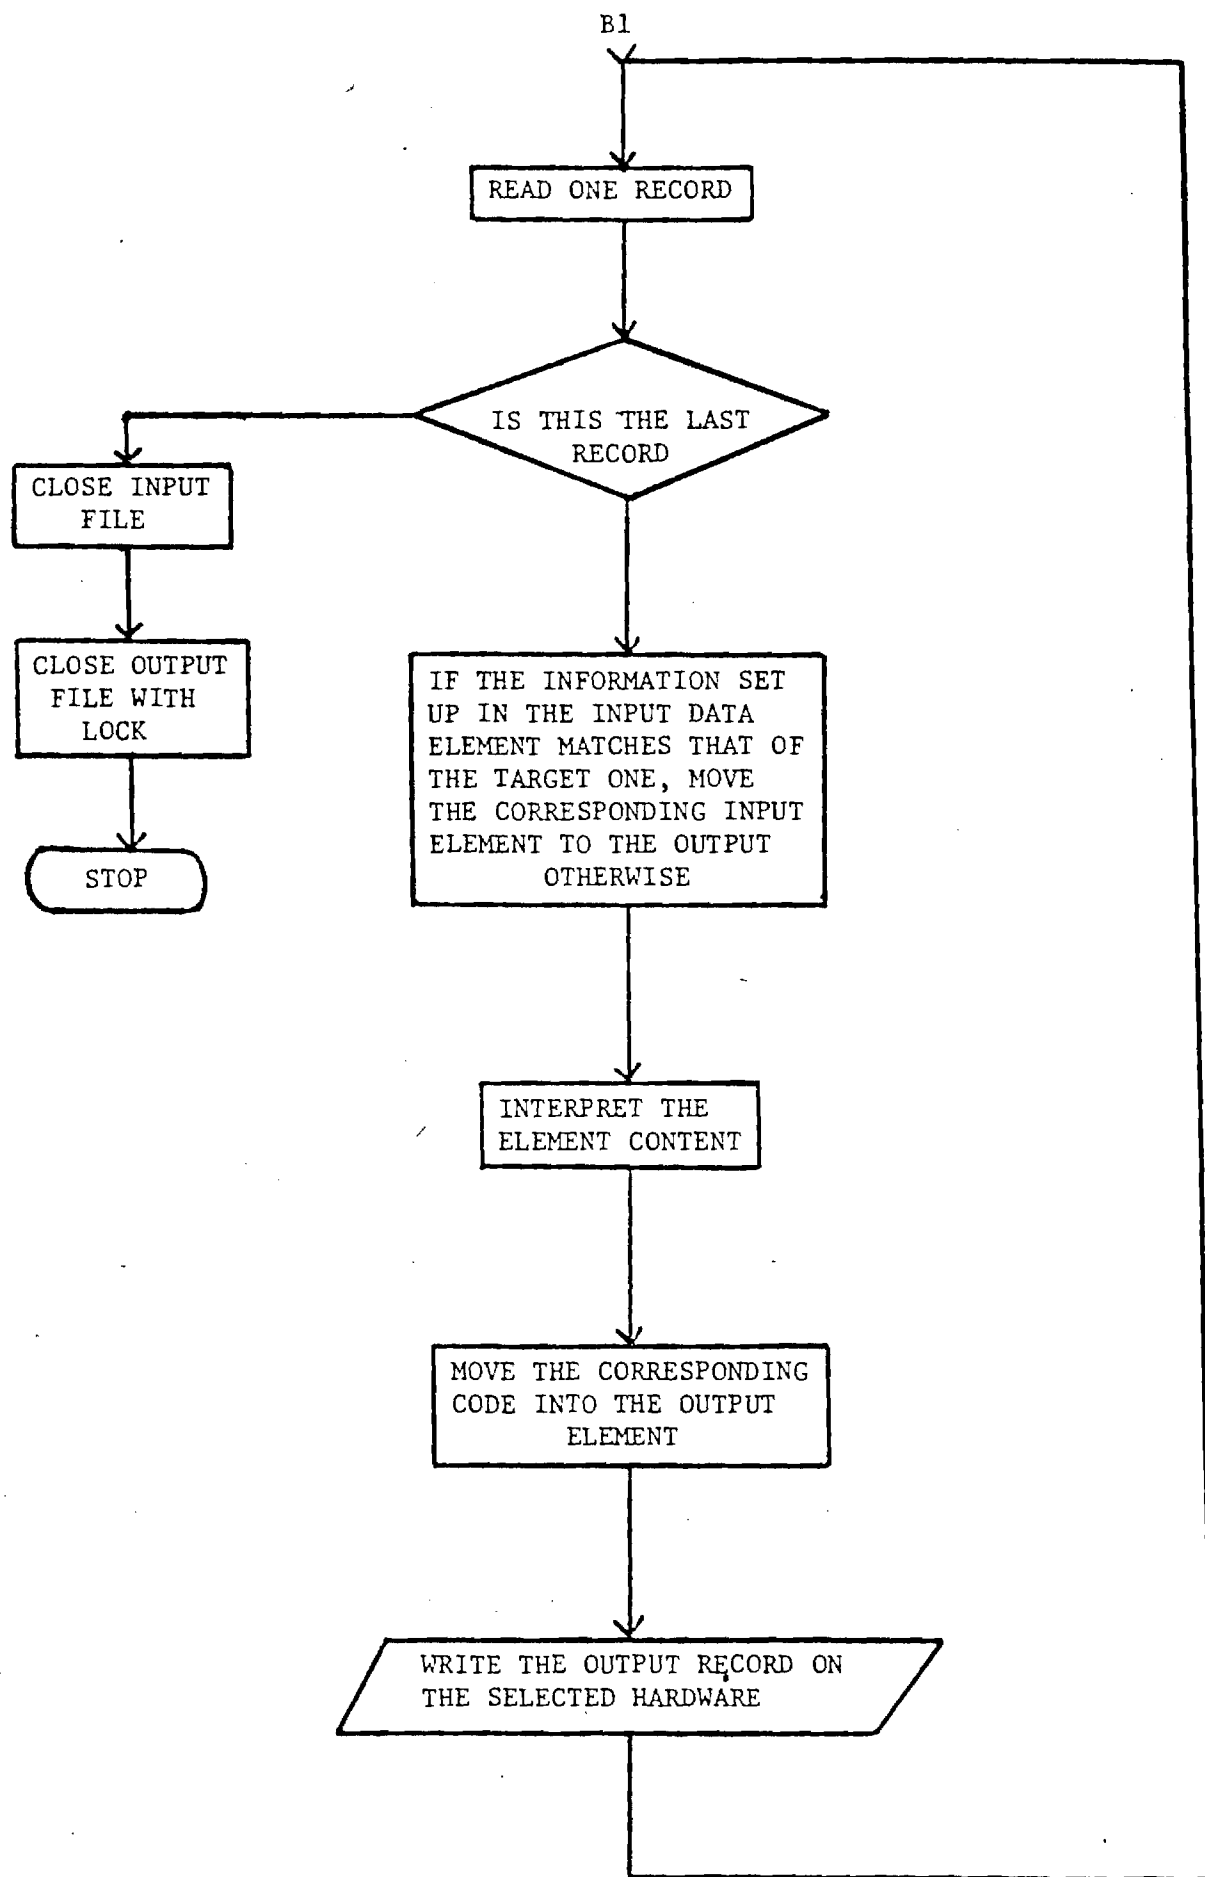 B1
READ ONE RECORD
IS THIS THE LAST
RECORD
CLOSE INPUT
FILE
CLOSE OUTPUT
FILE WITH
LOCK
STOP
IF THE INFORMATION SET
UP IN THE INPUT DATA
ELEMENT MATCHES THAT OF
THE TARGET ONE, MOVE
THE CORRESPONDING INPUT
ELEMENT TO THE OUTPUT
OTHERWISE
INTERPRET THE
ELEMENT CONTENT
MOVE THE CORRESPONDING
CODE INTO THE OUTPUT
ELEMENT
WRITE THE OUTPUT RECORD ON
THE SELECTED HARDWARE